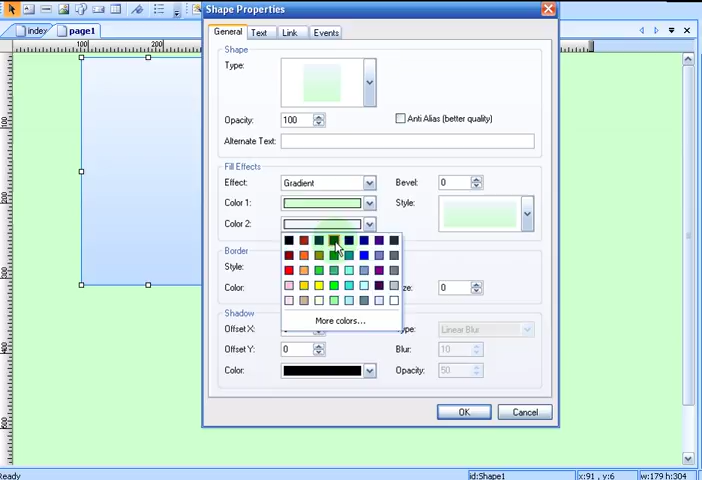 Shape Properties
index
page1
General
Text
Link
Events
100
200
Shape
Type:
Opacity:
100
Anti Alias (better quality)
Alternate Text:
Fill Effects
Effect:
Gradient
Bevel:
0
Color 1:
Style:
Color 2:
Border
Style:
Color:
0
More colors...
Shadow
Offset X:
Linear Blur
Offset Y:
0
Blur:
10
Color:
Opacity:
50
OK
Cancel
id:Shape1
x:91 , y:6
w:179 h:304